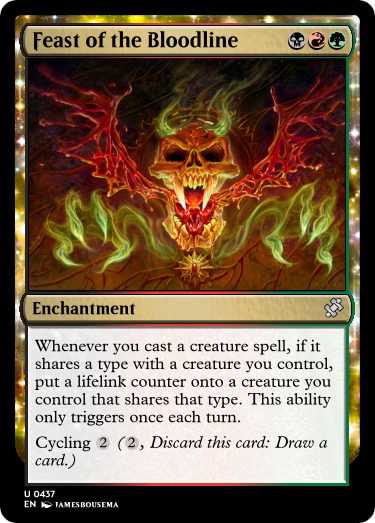 Feast of the Bloodline
Enchantment
Whenever you cast a creature spell, if it
shares a type with a creature you control,
put a lifelink counter onto a creature you
control that shares that type. This ability
only triggers once each turn.
Cycling 2 (2, Discard this card: Draw a
card.)
U 0437
EN JAMESBOUSEMA